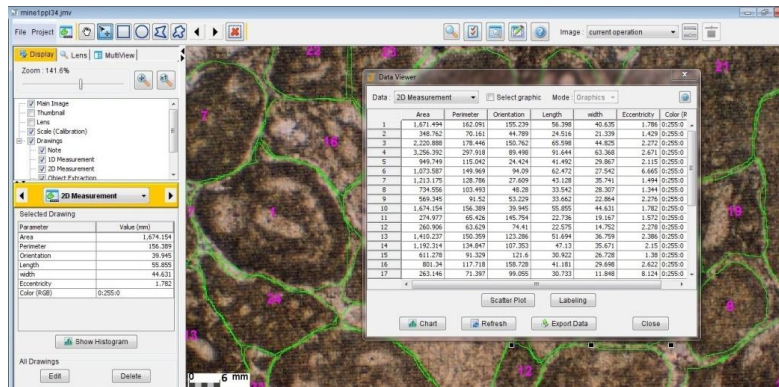 mine1ppl34.jmv
File Project
Image : current operation
Display Lens MultiView
Zoom : 141.6%
Main Image
Thumbnail
Lens
Scale (Calibration)
Drawings
Note
1D Measurement
2D Measurement
Object Extraction
2D Measurement
Selected Drawing
Parameter Value (mm)
Area 1,674.154
Perimeter 156.389
Orientation 39.945
Length 55.855
width 44.631
Eccentricity 1.782
Color (RGB) 0:255:0
Show Histogram
All Drawings
Edit Delete
Data Viewer
Data : 2D Measurement Select graphic Mode : Graphics
Area Perimeter Orientation Length width Eccentricity Color (R
1 1,671.494 162.091 155.239 56.398 40.635 1.786 0:255:0
2 348.762 70.161 44.789 24.516 21.339 1.429 0:255:0
3 2,220.888 178.446 150.762 65.598 44.825 2.272 0:255:0
4 3,256.392 297.918 89.498 91.644 63.368 2.671 0:255:0
5 949.749 115.042 24.424 41.492 29.867 2.115 0:255:0
6 1,073.587 149.969 94.09 62.472 27.542 6.665 0:255:0
7 1,213.175 128.786 27.609 43.128 35.741 1.494 0:255:0
8 734.556 103.493 48.28 33.542 28.307 1.344 0:255:0
9 569.345 91.52 53.229 33.662 22.864 2.276 0:255:0
10 1,674.154 156.389 39.945 55.855 44.631 1.782 0:255:0
11 274.977 65.426 145.754 22.736 19.167 1.572 0:255:0
12 260.906 63.629 74.41 22.575 14.752 2.278 0:255:0
13 1,410.237 150.359 123.286 51.694 36.759 2.386 0:255:0
14 1,192.314 134.847 107.353 47.13 35.671 2.15 0:255:0
15 611.278 91.329 121.6 30.922 26.728 1.38 0:255:0
16 801.34 117.718 158.728 41.181 29.698 2.622 0:255:0
17 263.146 71.397 99.055 30.733 11.848 8.124 0:255:0
Scatter Plot Labeling
Chart Refresh Export Data Close
7
1
12
0 6 mm